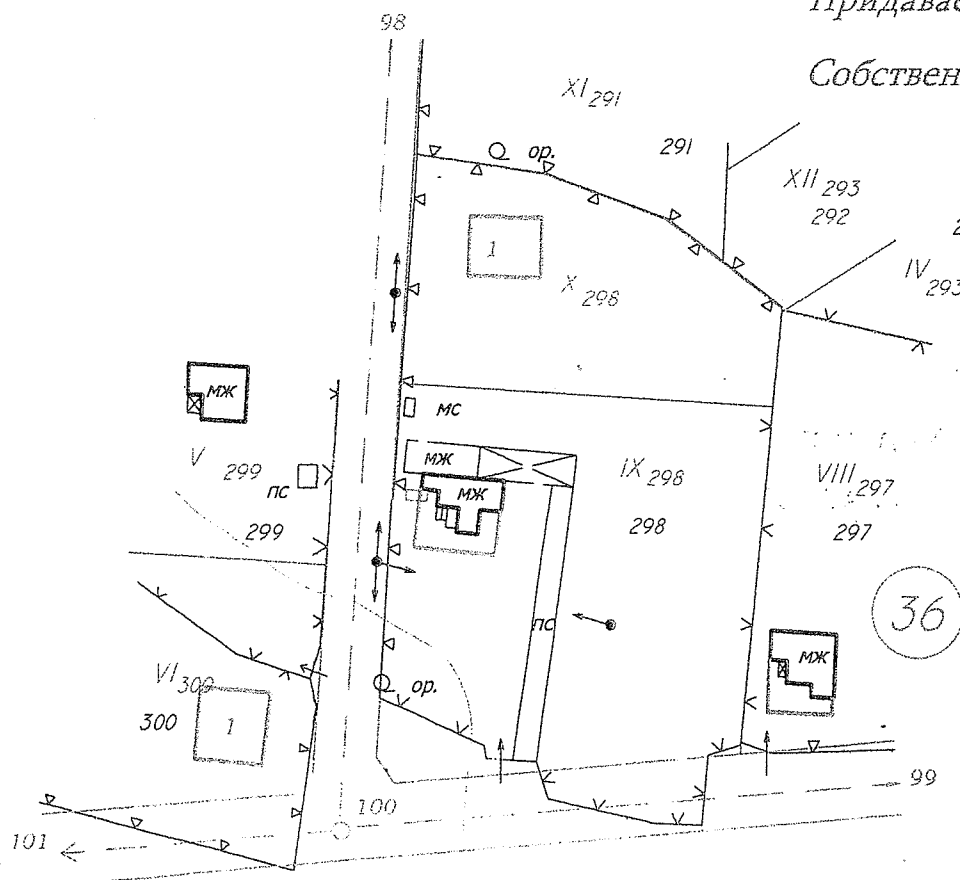 98
Собствен
XI 291
ор.
291
XII 293
292
1
X 298
IV 293
МЖ
МС
V 299
ПС
299
МЖ
МЖ
IX 298
298
VIII 297
297
36
ПС
МЖ
VI 300
300
1
ор.
100
99
101